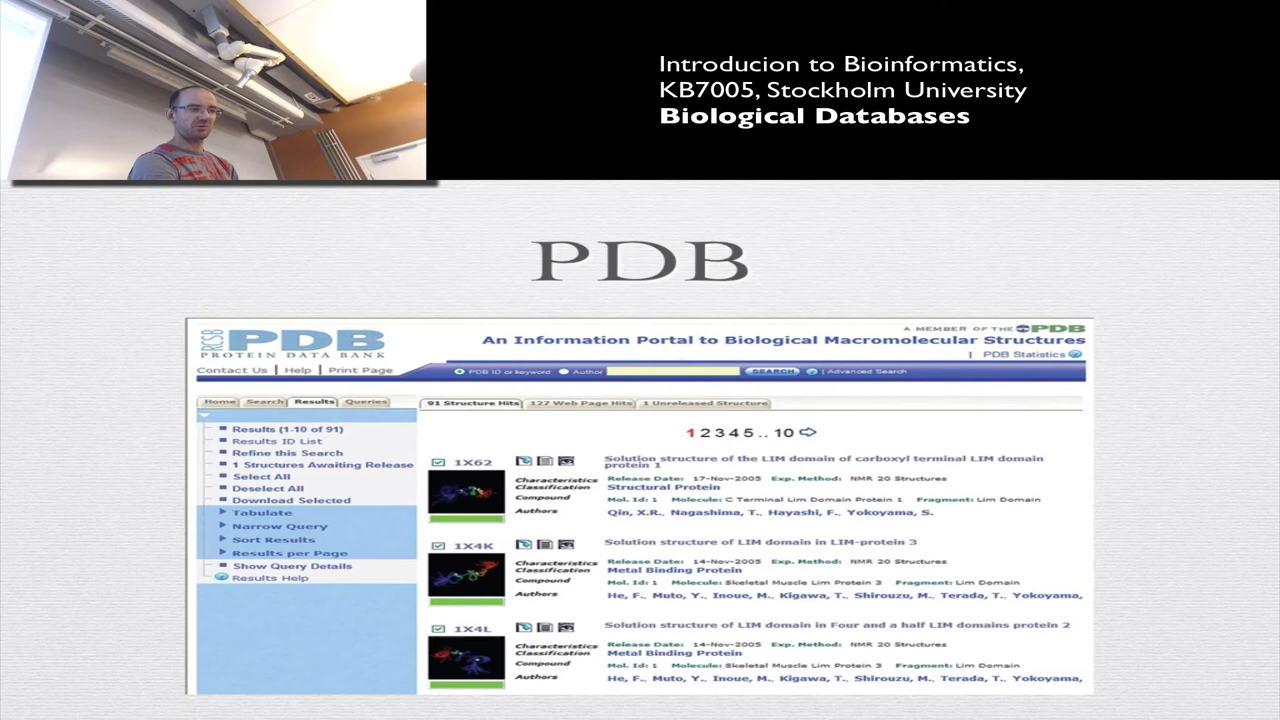 Introducion to Bioinformatics,
KB7005, Stockholm University
Biological Databases
PDB
RCSB
PDB
PROTEIN DATA BANK
A MEMBER OF THE PDB
An Information Portal to Biological Macromolecular Structures
| PDB Statistics
Contact Us | Help | Print Page
PDB ID or keyword Author SEARCH | Advanced Search
Home Search Results Queries
91 Structure Hits 127 Web Page Hits 1 Unreleased Structure
Results (1-10 of 91)
Results ID List
Refine this Search
1 Structures Awaiting Release
Select All
Deselect All
Download Selected
Tabulate
Narrow Query
Sort Results
Results per Page
Show Query Details
Results Help
1 2 3 4 5 .. 10
1X62
Solution structure of the LIM domain of carboxyl terminal LIM domain
protein 1
Characteristics Release Date: 17-Nov-2005 Exp. Method: NMR 20 Structures
Classification Structural Protein
Compound Mol. Id: 1 Molecule: C Terminal Lim Domain Protein 1 Fragment: Lim Domain
Authors Qin, X.R., Nagashima, T., Hayashi, F., Yokoyama, S.
1X4K
Solution structure of LIM domain in LIM-protein 3
Characteristics Release Date: 14-Nov-2005 Exp. Method: NMR 20 Structures
Classification Metal Binding Protein
Compound Mol. Id: 1 Molecule: Skeletal Muscle Lim Protein 3 Fragment: Lim Domain
Authors He, F., Muto, Y., Inoue, M., Kigawa, T., Shirouzu, M., Terada, T., Yokoyama,
1X4L
Solution structure of LIM domain in Four and a half LIM domains protein 2
Characteristics Release Date: 14-Nov-2005 Exp. Method: NMR 20 Structures
Classification Metal Binding Protein
Compound Mol. Id: 1 Molecule: Skeletal Muscle Lim Protein 3 Fragment: Lim Domain
Authors He, F., Muto, Y., Inoue, M., Kigawa, T., Shirouzu, M., Terada, T., Yokoyama,